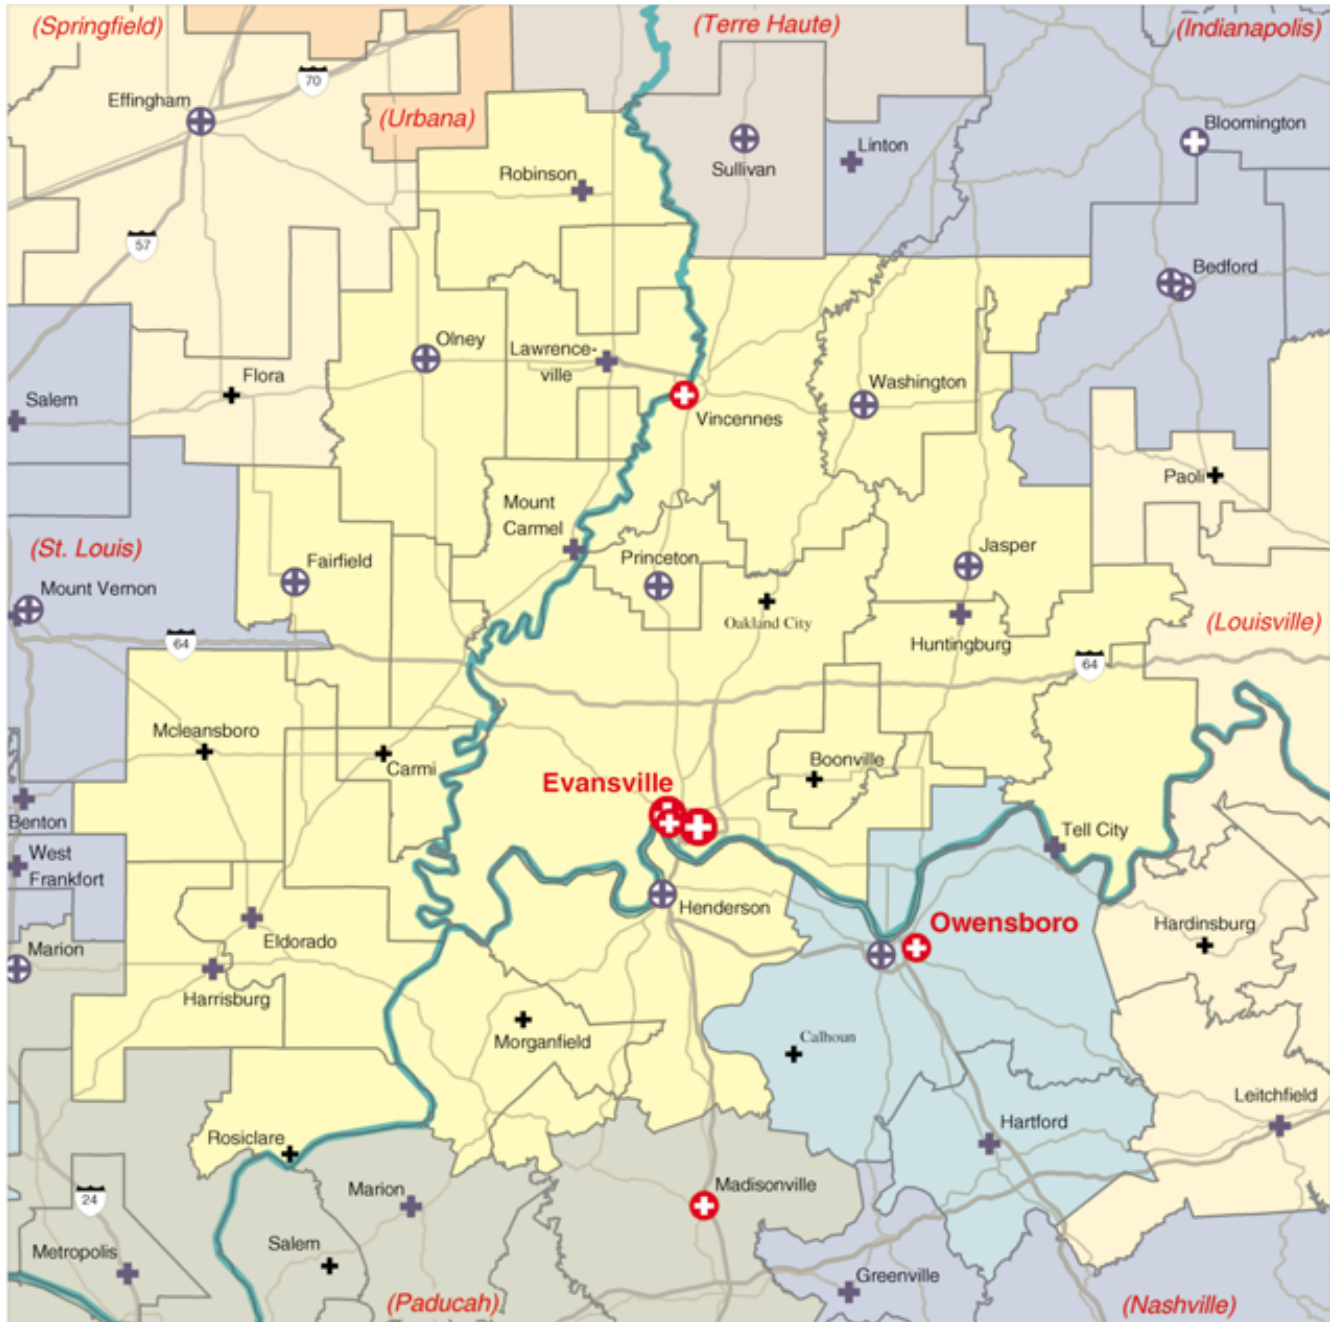 (Springfield)
(Terre Haute)
(Indianapolis)
70
Effingham
(Urbana)
Bloomington
Linton
Robinson
Sullivan
57
Bedford
Olney
Lawrence-
ville
Flora
Washington
Salem
Vincennes
Paoli
Mount
Carmel
(St. Louis)
Fairfield
Princeton
Jasper
Mount Vernon
Oakland City
(Louisville)
64
Huntingburg
64
Mcleansboro
Carmi
Boonville
Evansville
Benton
Tell City
West
Frankfort
Henderson
Owensboro
Hardinsburg
Eldorado
Marion
Harrisburg
Morganfield
Calhoun
Leitchfield
Hartford
Rosiclare
Marion
Madisonville
24
Salem
Metropolis
Greenville
(Paducah)
(Nashville)